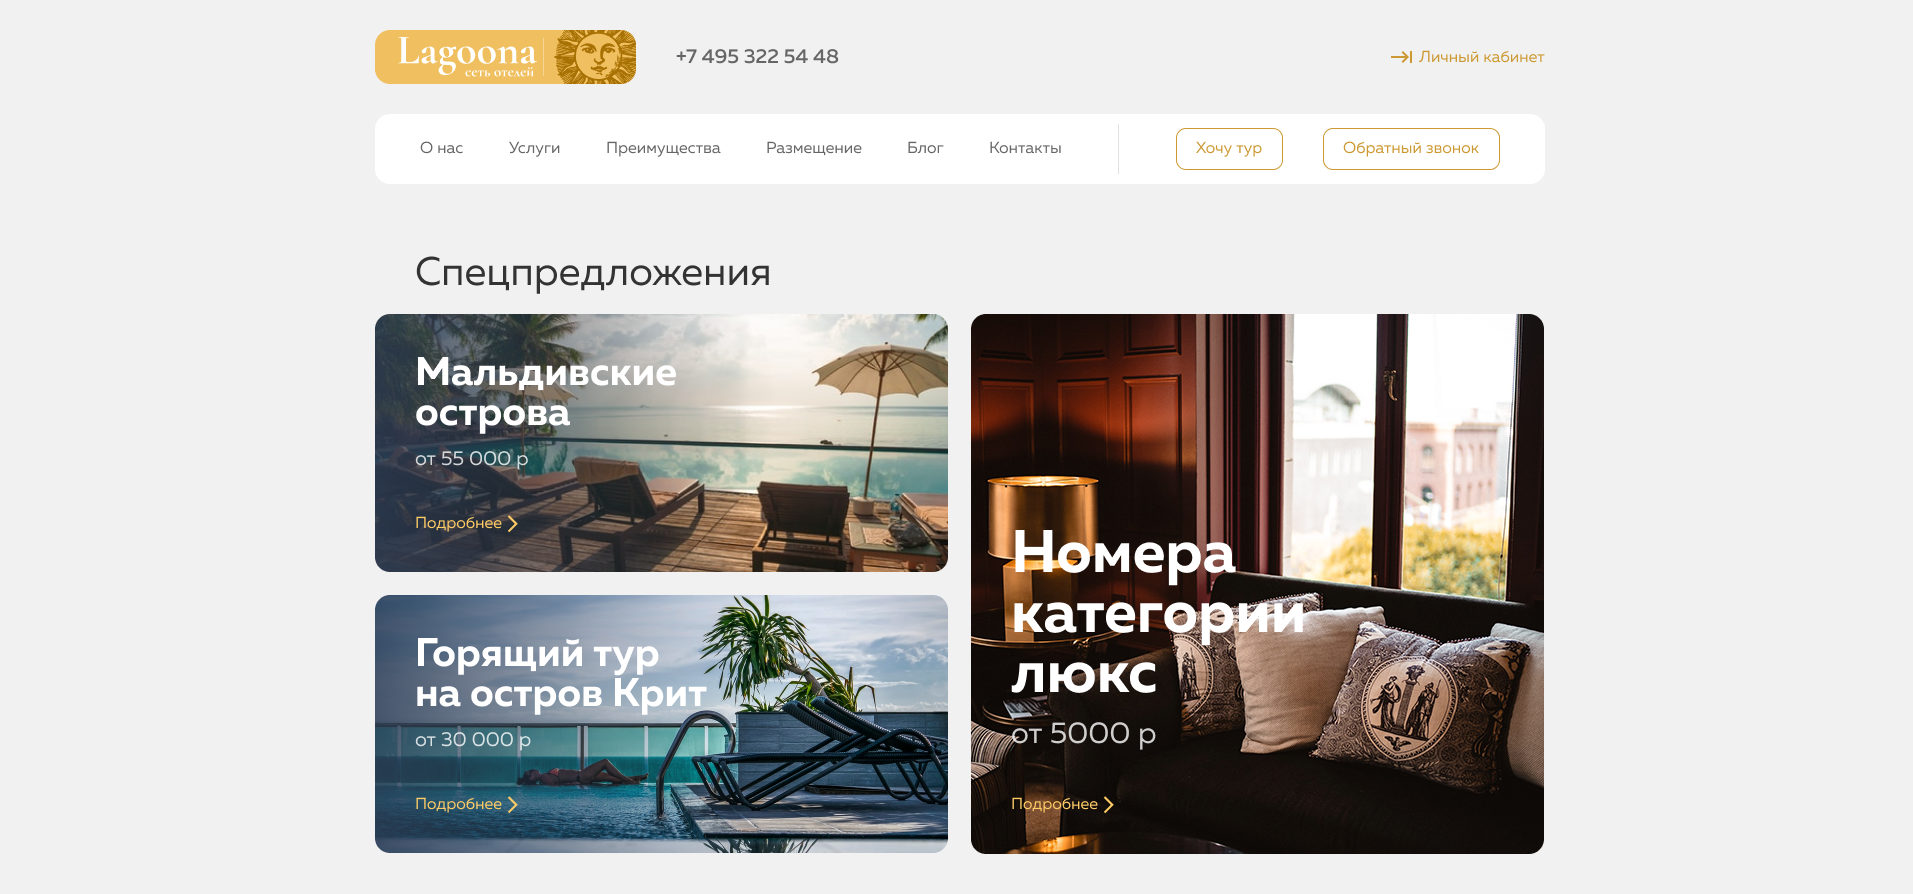 Lagoona
сеть отелей
+7 495 322 54 48
Личный кабинет
О нас
Услуги
Преимущества
Размещение
Блог
Контакты
Хочу тур
Обратный звонок
Спецпредложения
Мальдивские
острова
от 55 000 р
Подробнее
Горящий тур
на остров Крит
от 30 000 р
Подробнее
Номера
категории
люкс
от 5000 р
Подробнее